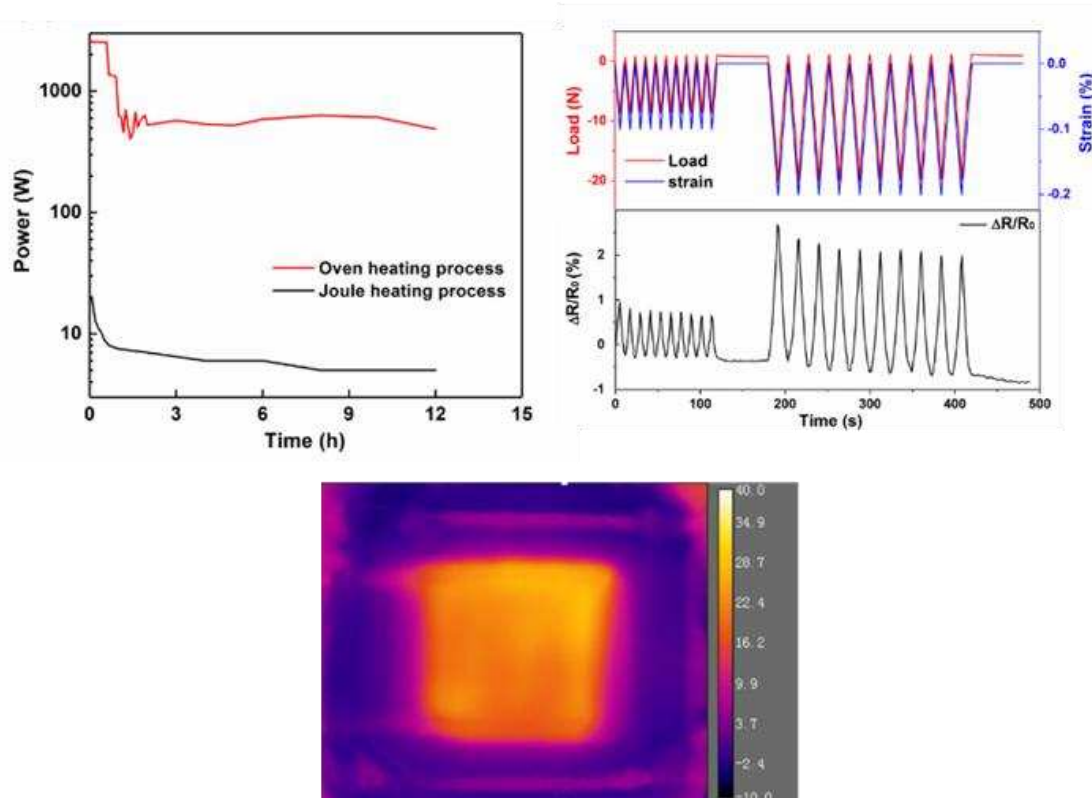 1000
100
10
Power (W)
Oven heating process
Joule heating process
0 3 6 9 12 15
Time (h)
0
-10
-20
Load (N)
Load
strain
0.0
-0.1
-0.2
Strain (%)
ΔR/R₀
2
1
0
-1
ΔR/R₀ (%)
0 100 200 300 400 500
Time (s)
40.0
34.9
28.7
22.4
16.2
9.9
3.7
-2.4
-10.0